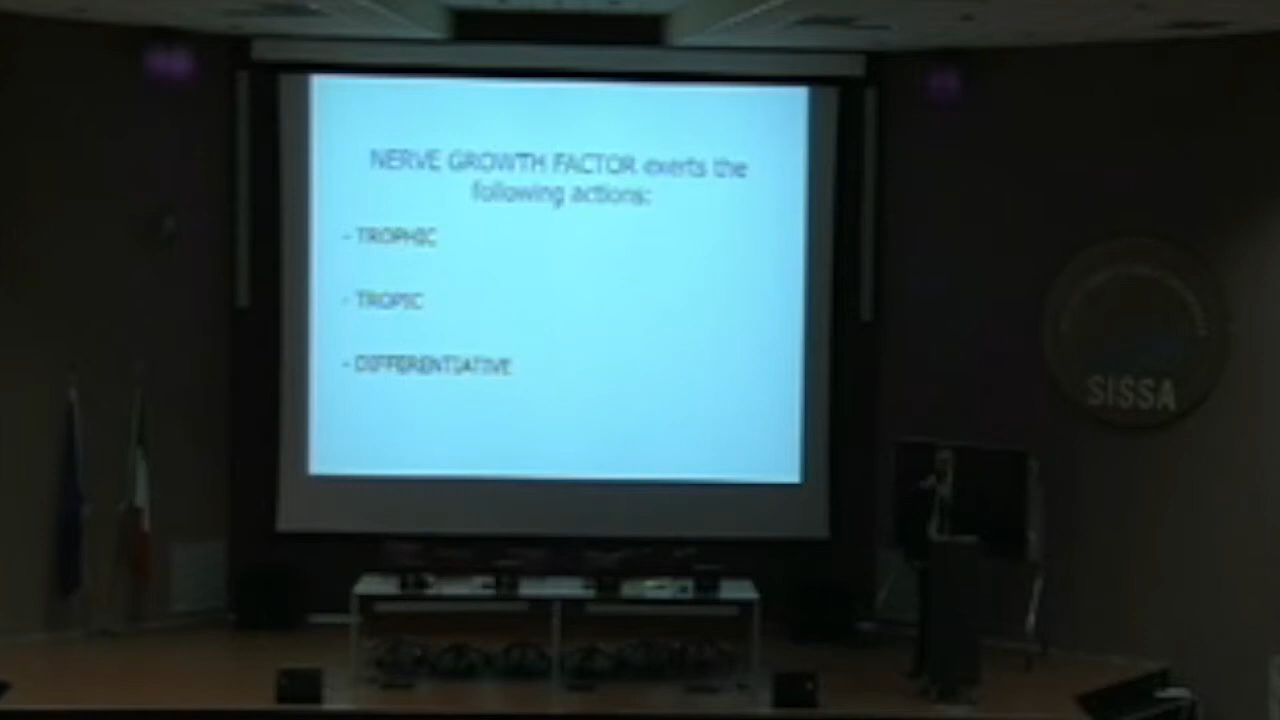 NERVE GROWTH FACTOR exerts the
following actions:
- TROPHIC
- TROPIC
- DIFFERENTIATIVE
SISSA